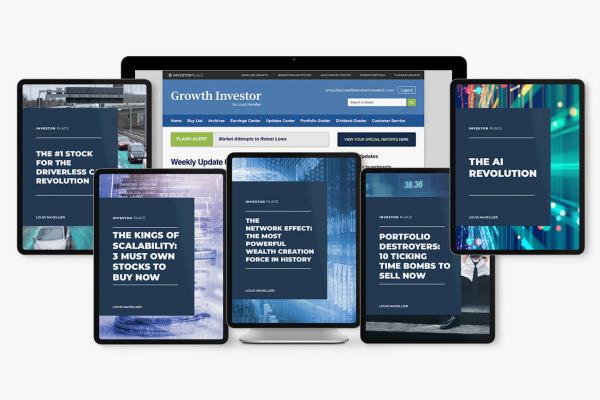 INVESTORPLACE
Growth Investor
by Louis Navellier
Logout
Search or Quote
Home Buy List Archives Earnings Center Updates Center Portfolio Grader Dividend Grader Customer Service
FLASH ALERT
Market Attempts to Retest Lows
VIEW YOUR SPECIAL REPORTS HERE
Weekly Update
Updates
INVESTOR PLACE
THE #1 STOCK
FOR THE
DRIVERLESS C
REVOLUTION
LOUIS NAVELLIER
INVESTOR PLACE
THE AI
REVOLUTION
LOUIS NAVELLIER
INVESTOR PLACE
THE KINGS OF
SCALABILITY:
3 MUST OWN
STOCKS TO
BUY NOW
LOUIS NAVELLIER
INVESTOR PLACE
THE
NETWORK EFFECT:
THE MOST
POWERFUL
WEALTH CREATION
FORCE IN HISTORY
LOUIS NAVELLIER
38.36
INVESTOR PLACE
PORTFOLIO
DESTROYERS:
10 TICKING
TIME BOMBS TO
SELL NOW
LOUIS NAVELLIER